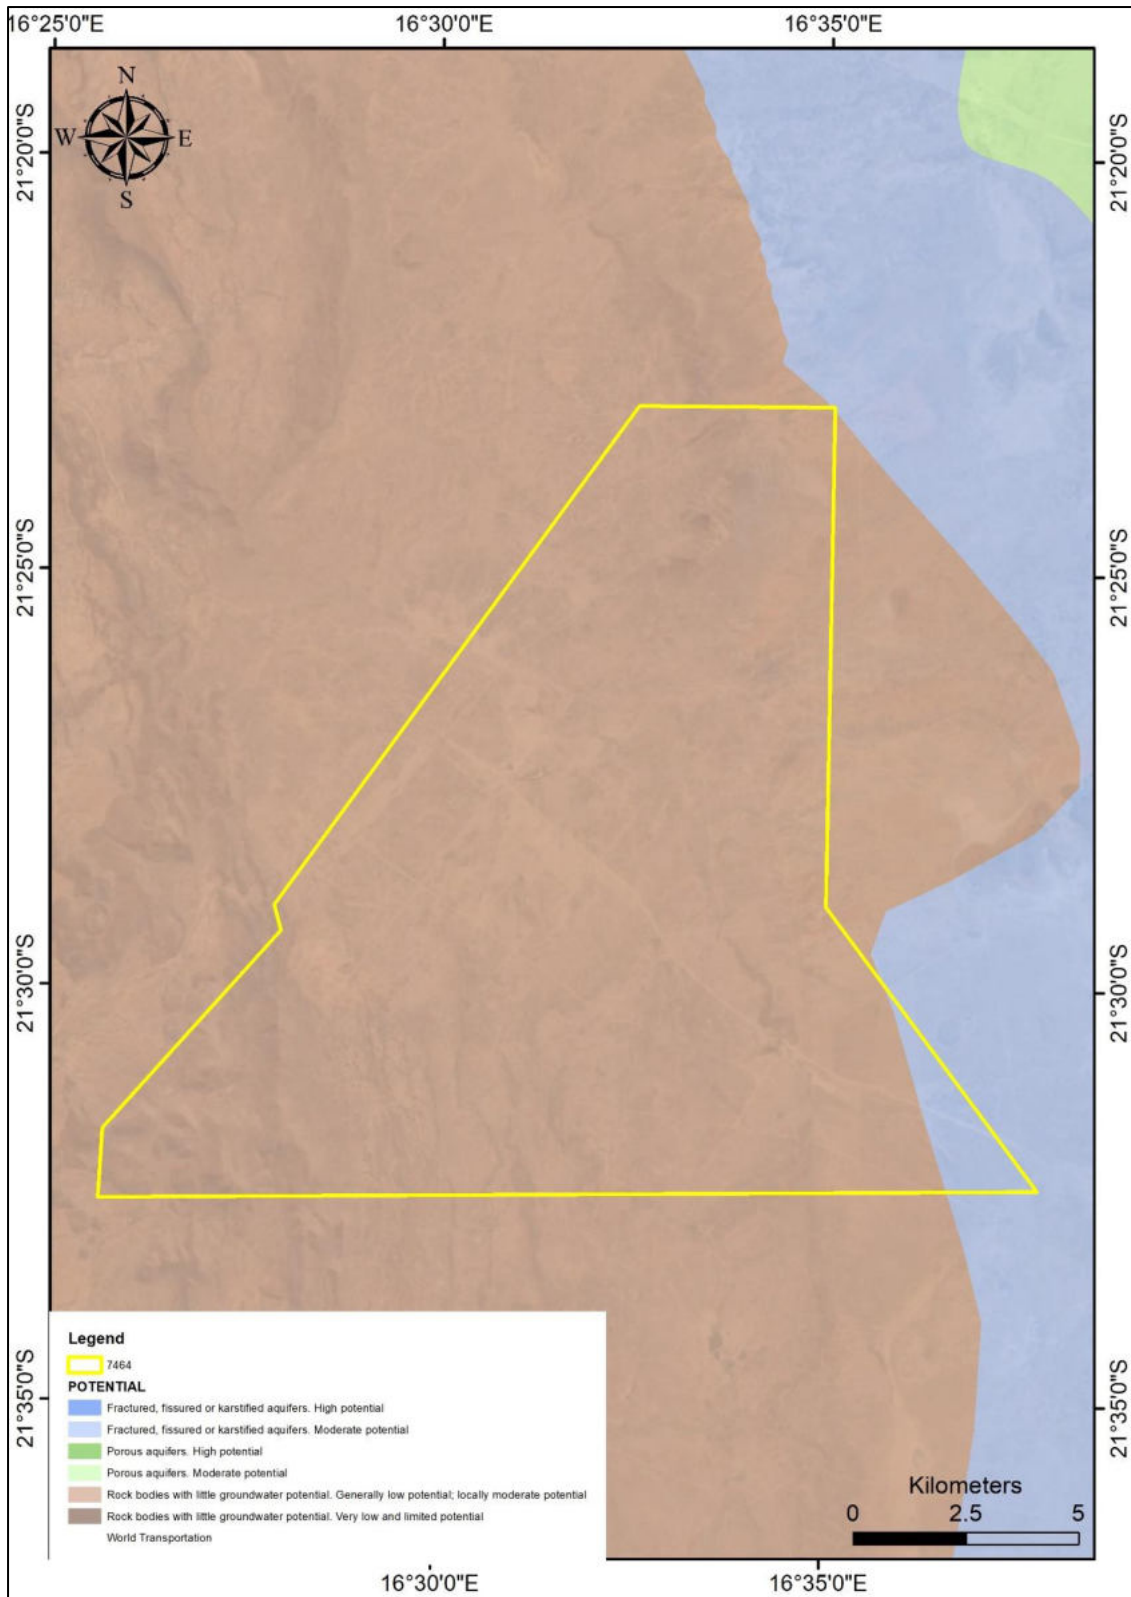 16°25'0"E 16°30'0"E 16°35'0"E
N
W E
S
21°20'0"S 21°20'0"S
21°25'0"S 21°25'0"S
21°30'0"S 21°30'0"S
21°35'0"S 21°35'0"S
Legend
7464
POTENTIAL
Fractured, fissured or karstified aquifers. High potential
Fractured, fissured or karstified aquifers. Moderate potential
Porous aquifers. High potential
Porous aquifers. Moderate potential
Rock bodies with little groundwater potential. Generally low potential; locally moderate potential
Rock bodies with little groundwater potential. Very low and limited potential
World Transportation
Kilometers
0 2.5 5
16°30'0"E 16°35'0"E